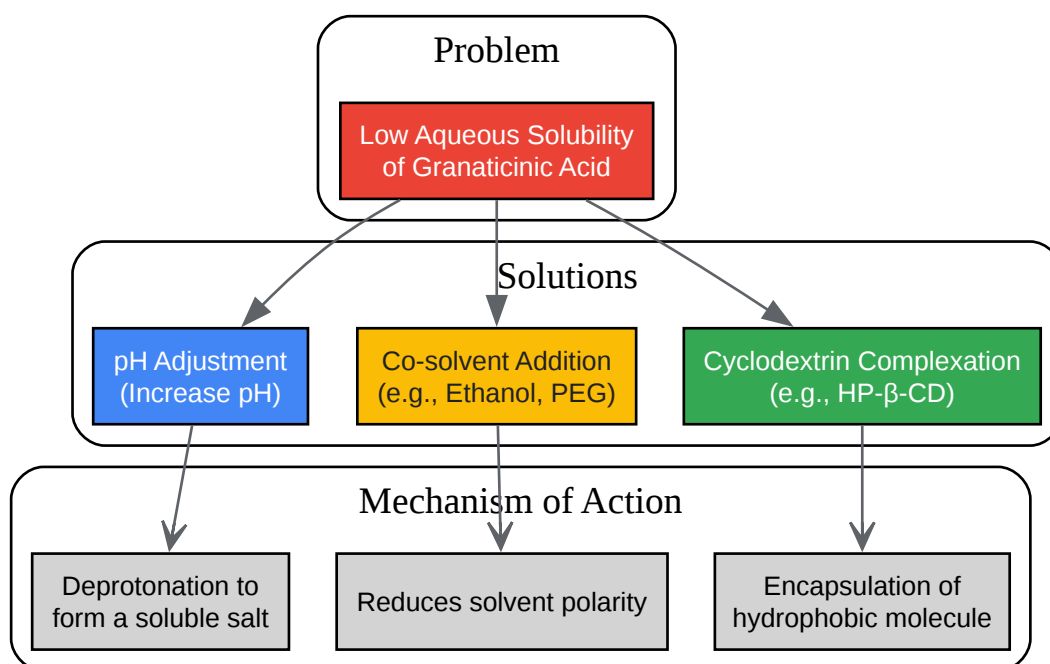 Problem
Low Aqueous Solubility
of Granaticinic Acid
Solutions
pH Adjustment
(Increase pH)
Co-solvent Addition
(e.g., Ethanol, PEG)
Cyclodextrin Complexation
(e.g., HP-β-CD)
Mechanism of Action
Deprotonation to
form a soluble salt
Reduces solvent polarity
Encapsulation of
hydrophobic molecule